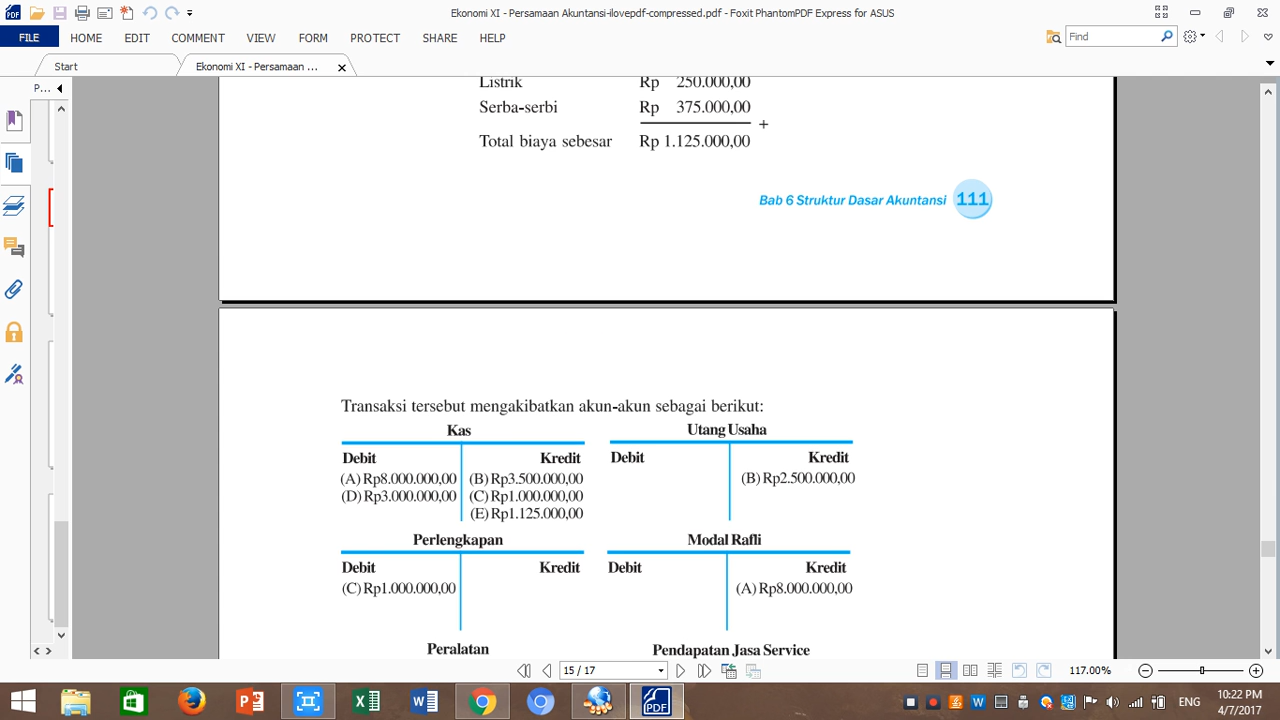 Ekonomi XI - Persamaan Akuntansi-ilovepdf-compressed.pdf - Foxit PhantomPDF Express for ASUS
FILE HOME EDIT COMMENT VIEW FORM PROTECT SHARE HELP
Find
Start
Ekonomi XI - Persamaan ...
P...
Listrik Rp 250.000,00
Serba-serbi Rp 375.000,00
+
Total biaya sebesar Rp 1.125.000,00
Bab 6 Struktur Dasar Akuntansi 111
Transaksi tersebut mengakibatkan akun-akun sebagai berikut:
Kas
Debit Kredit
(A) Rp8.000.000,00 (B) Rp3.500.000,00
(D) Rp3.000.000,00 (C) Rp1.000.000,00
(E) Rp1.125.000,00
Utang Usaha
Debit Kredit
(B) Rp2.500.000,00
Perlengkapan
Debit Kredit
(C) Rp1.000.000,00
Modal Rafli
Debit Kredit
(A) Rp8.000.000,00
Peralatan
Pendapatan Jasa Service
15 / 17
117.00%
ENG
10:22 PM
4/7/2017